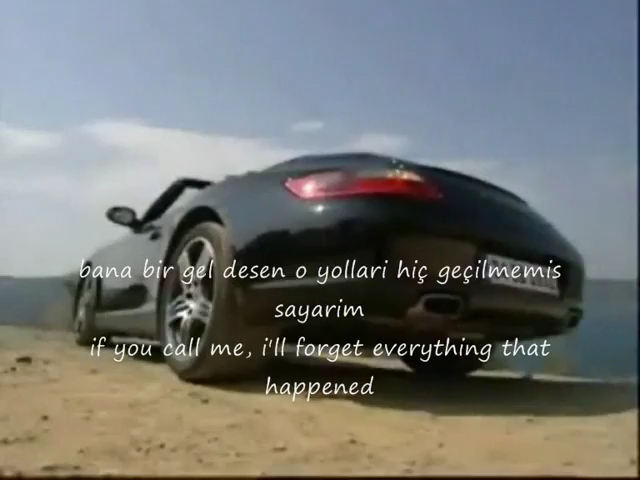 bana bir gel desen o yollari hiç geçilmemis
sayarim
if you call me, i'll forget everything that
happened